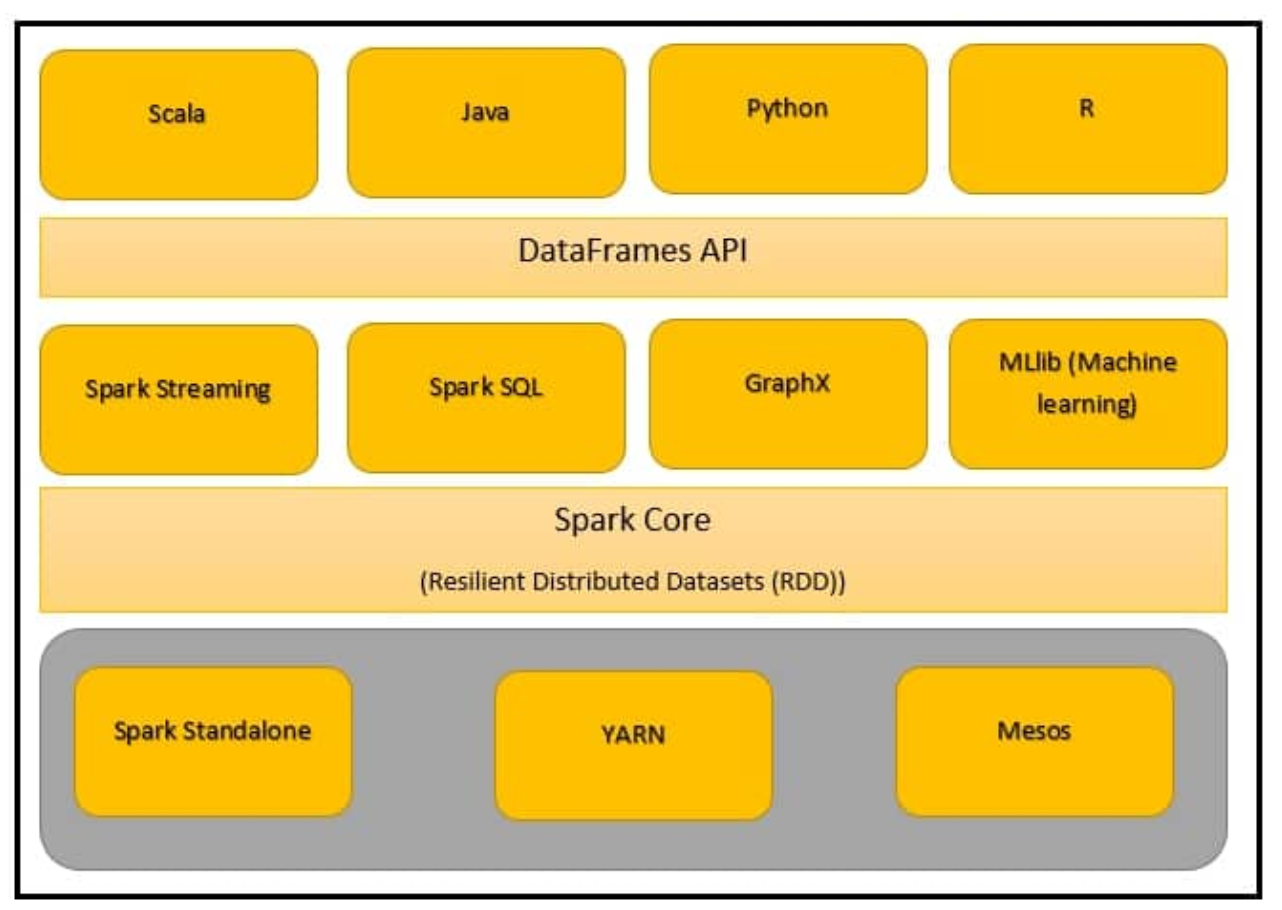 Scala
Java
Python
R
DataFrames API
Spark Streaming
Spark SQL
GraphX
MLlib (Machine
learning)
Spark Core
(Resilient Distributed Datasets (RDD))
Spark Standalone
YARN
Mesos